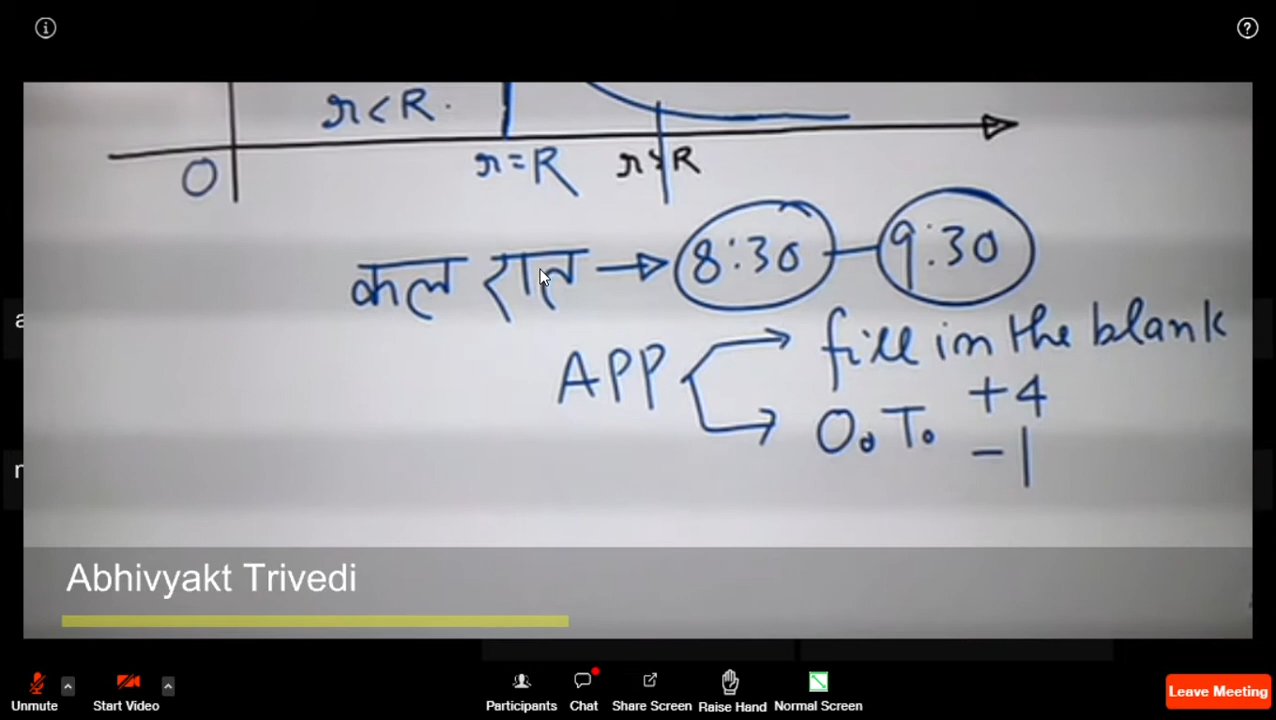 r < R.
0
r = R
r > R
कल रात → 8:30 — 9:30
APP → fill in the blank
→ O.T. +4
-1
Abhivyakt Trivedi
Unmute
Start Video
Participants
Chat
Share Screen
Raise Hand
Normal Screen
Leave Meeting